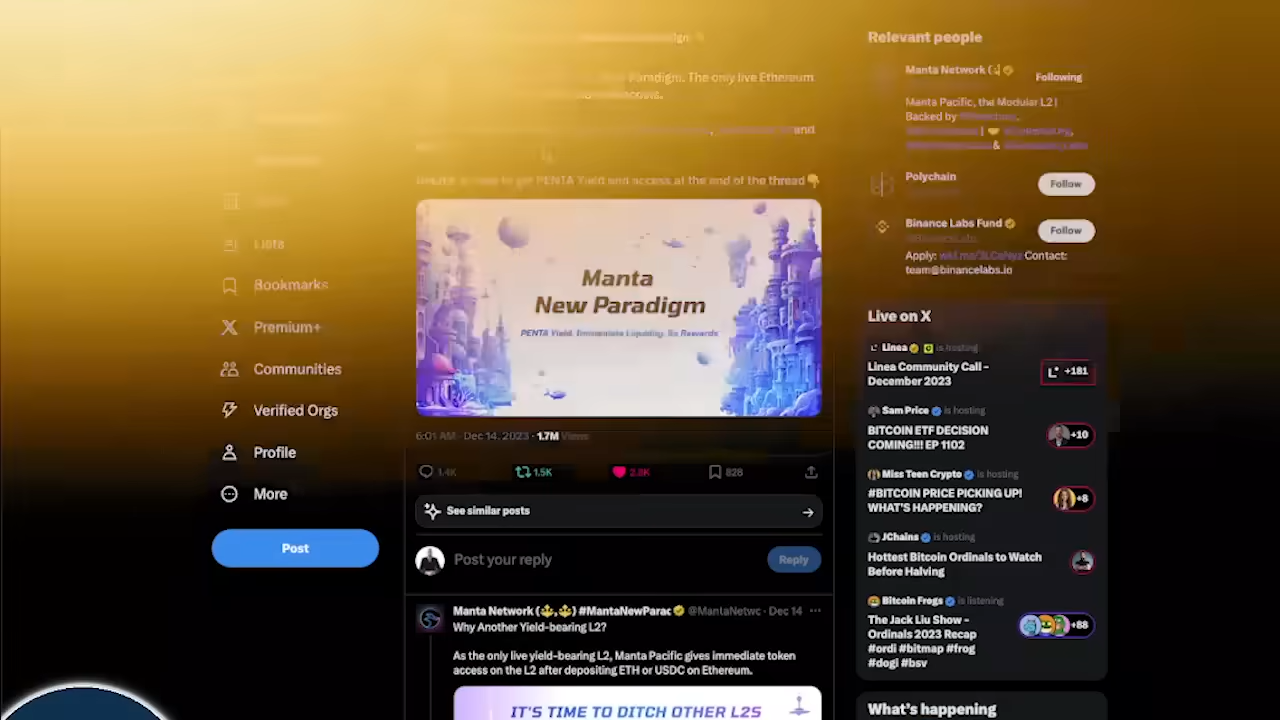 Paradigm. The only live Ethereum
and
to get PENTA Yield and access at the end of the thread
Manta
New Paradigm
PENTA Yield, Immediate Liquidity, 5x Rewards
6:01 AM · Dec 14, 2023 · 1.7M Views
1.4K 1.5K 2.8K 828
See similar posts
Post your reply
Reply
Manta Network ( , ) #MantaNewParac @MantaNetwc · Dec 14 ···
Why Another Yield-bearing L2?
As the only live yield-bearing L2, Manta Pacific gives immediate token
access on the L2 after depositing ETH or USDC on Ethereum.
IT'S TIME TO DITCH OTHER L2S
Lists
Bookmarks
Premium+
Communities
Verified Orgs
Profile
More
Post
Relevant people
Manta Network (
Following
Manta Pacific, the Modular L2 |
Backed by
|
&
Polychain
Follow
Binance Labs Fund
Follow
Apply: Contact:
team@binancelabs.io
Live on X
Linea is hosting
Linea Community Call –
December 2023
L +181
Sam Price is hosting
BITCOIN ETF DECISION
COMING!!! EP 1102
+10
Miss Teen Crypto is hosting
#BITCOIN PRICE PICKING UP!
WHAT'S HAPPENING?
+8
JChains is hosting
Hottest Bitcoin Ordinals to Watch
Before Halving
Bitcoin Frogs is listening
The Jack Liu Show –
Ordinals 2023 Recap
#ordi #bitmap #frog
#dogi #bsv
+88
What's happening